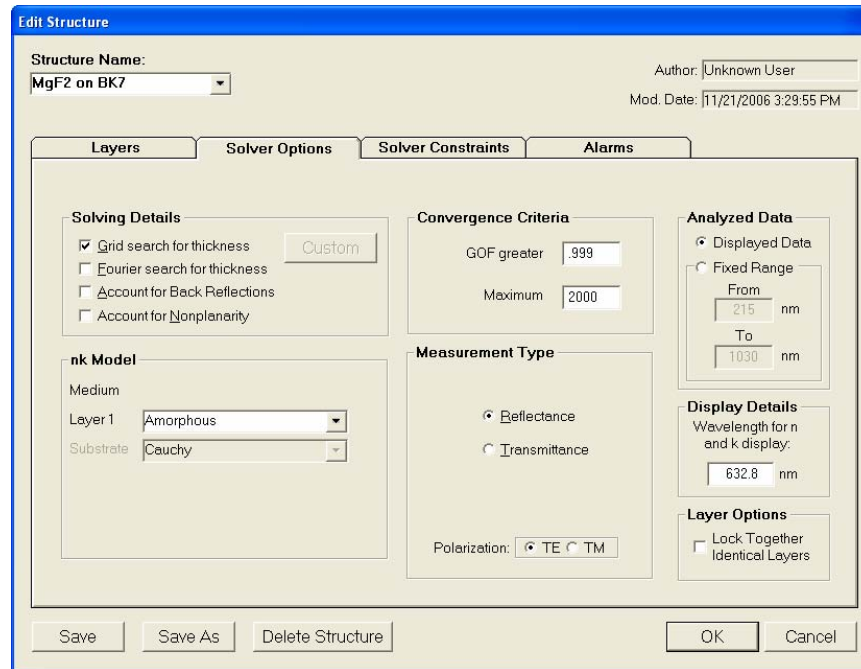 Edit Structure
Structure Name:
MgF2 on BK7
Author: Unknown User
Mod. Date: 11/21/2006 3:29:55 PM
Layers
Solver Options
Solver Constraints
Alarms
Solving Details
Grid search for thickness
Custom
Fourier search for thickness
Account for Back Reflections
Account for Nonplanarity
Convergence Criteria
GOF greater .999
Maximum 2000
Analyzed Data
Displayed Data
Fixed Range
From
215 nm
To
1030 nm
nk Model
Medium
Layer 1 Amorphous
Substrate Cauchy
Measurement Type
Reflectance
Transmittance
Polarization: TE TM
Display Details
Wavelength for n
and k display:
632.8 nm
Layer Options
Lock Together
Identical Layers
Save
Save As
Delete Structure
OK
Cancel